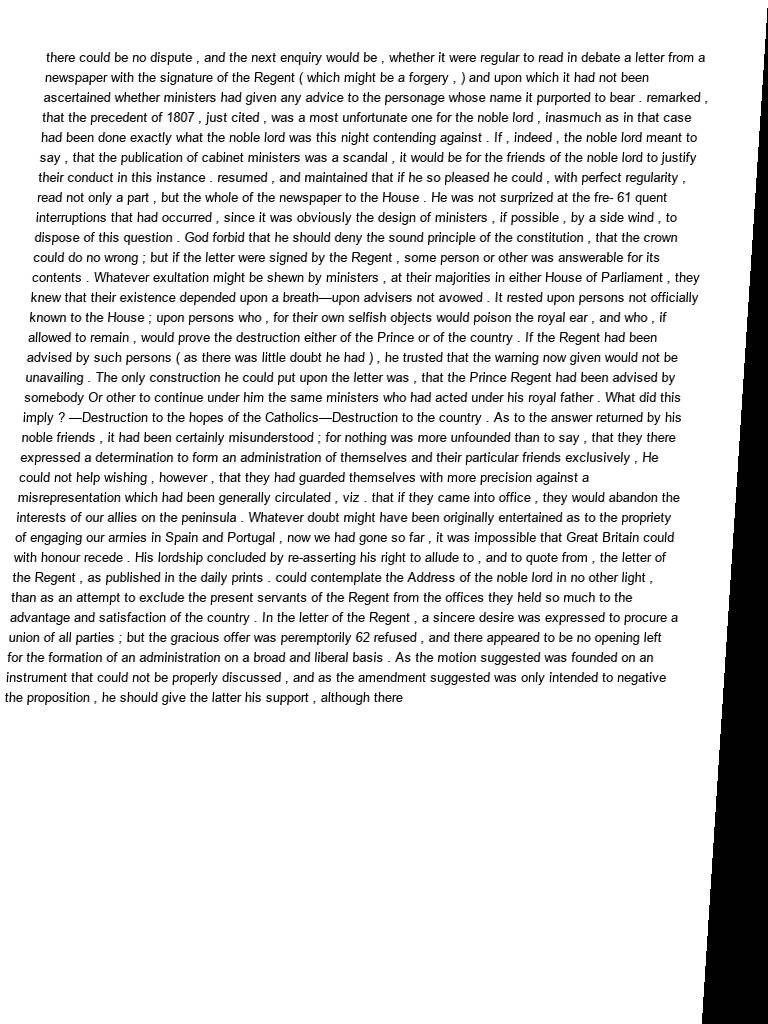 there could be no dispute , and the next enquiry would be , whether it were regular to read in debate a letter from a
newspaper with the signature of the Regent ( which might be a forgery , ) and upon which it had not been
ascertained whether ministers had given any advice to the personage whose name it purported to bear . remarked ,
that the precedent of 1807 , just cited , was a most unfortunate one for the noble lord , inasmuch as in that case
had been done exactly what the noble lord was this night contending against . If , indeed , the noble lord meant to
say , that the publication of cabinet ministers was a scandal , it would be for the friends of the noble lord to justify
their conduct in this instance . resumed , and maintained that if he so pleased he could , with perfect regularity ,
read not only a part , but the whole of the newspaper to the House . He was not surprized at the fre- 61 quent
interruptions that had occurred , since it was obviously the design of ministers , if possible , by a side wind , to
dispose of this question . God forbid that he should deny the sound principle of the constitution , that the crown
could do no wrong ; but if the letter were signed by the Regent , some person or other was answerable for its
contents . Whatever exultation might be shewn by ministers , at their majorities in either House of Parliament , they
knew that their existence depended upon a breath—upon advisers not avowed . It rested upon persons not officially
known to the House ; upon persons who , for their own selfish objects would poison the royal ear , and who , if
allowed to remain , would prove the destruction either of the Prince or of the country . If the Regent had been
advised by such persons ( as there was little doubt he had ) , he trusted that the warning now given would not be
unavailing . The only construction he could put upon the letter was , that the Prince Regent had been advised by
somebody Or other to continue under him the same ministers who had acted under his royal father . What did this
imply ? —Destruction to the hopes of the Catholics—Destruction to the country . As to the answer returned by his
noble friends , it had been certainly misunderstood ; for nothing was more unfounded than to say , that they there
expressed a determination to form an administration of themselves and their particular friends exclusively , He
could not help wishing , however , that they had guarded themselves with more precision against a
misrepresentation which had been generally circulated , viz . that if they came into office , they would abandon the
interests of our allies on the peninsula . Whatever doubt might have been originally entertained as to the propriety
of engaging our armies in Spain and Portugal , now we had gone so far , it was impossible that Great Britain could
with honour recede . His lordship concluded by re-asserting his right to allude to , and to quote from , the letter of
the Regent , as published in the daily prints . could contemplate the Address of the noble lord in no other light ,
than as an attempt to exclude the present servants of the Regent from the offices they held so much to the
advantage and satisfaction of the country . In the letter of the Regent , a sincere desire was expressed to procure a
union of all parties ; but the gracious offer was peremptorily 62 refused , and there appeared to be no opening left
for the formation of an administration on a broad and liberal basis . As the motion suggested was founded on an
instrument that could not be properly discussed , and as the amendment suggested was only intended to negative
the proposition , he should give the latter his support , although there